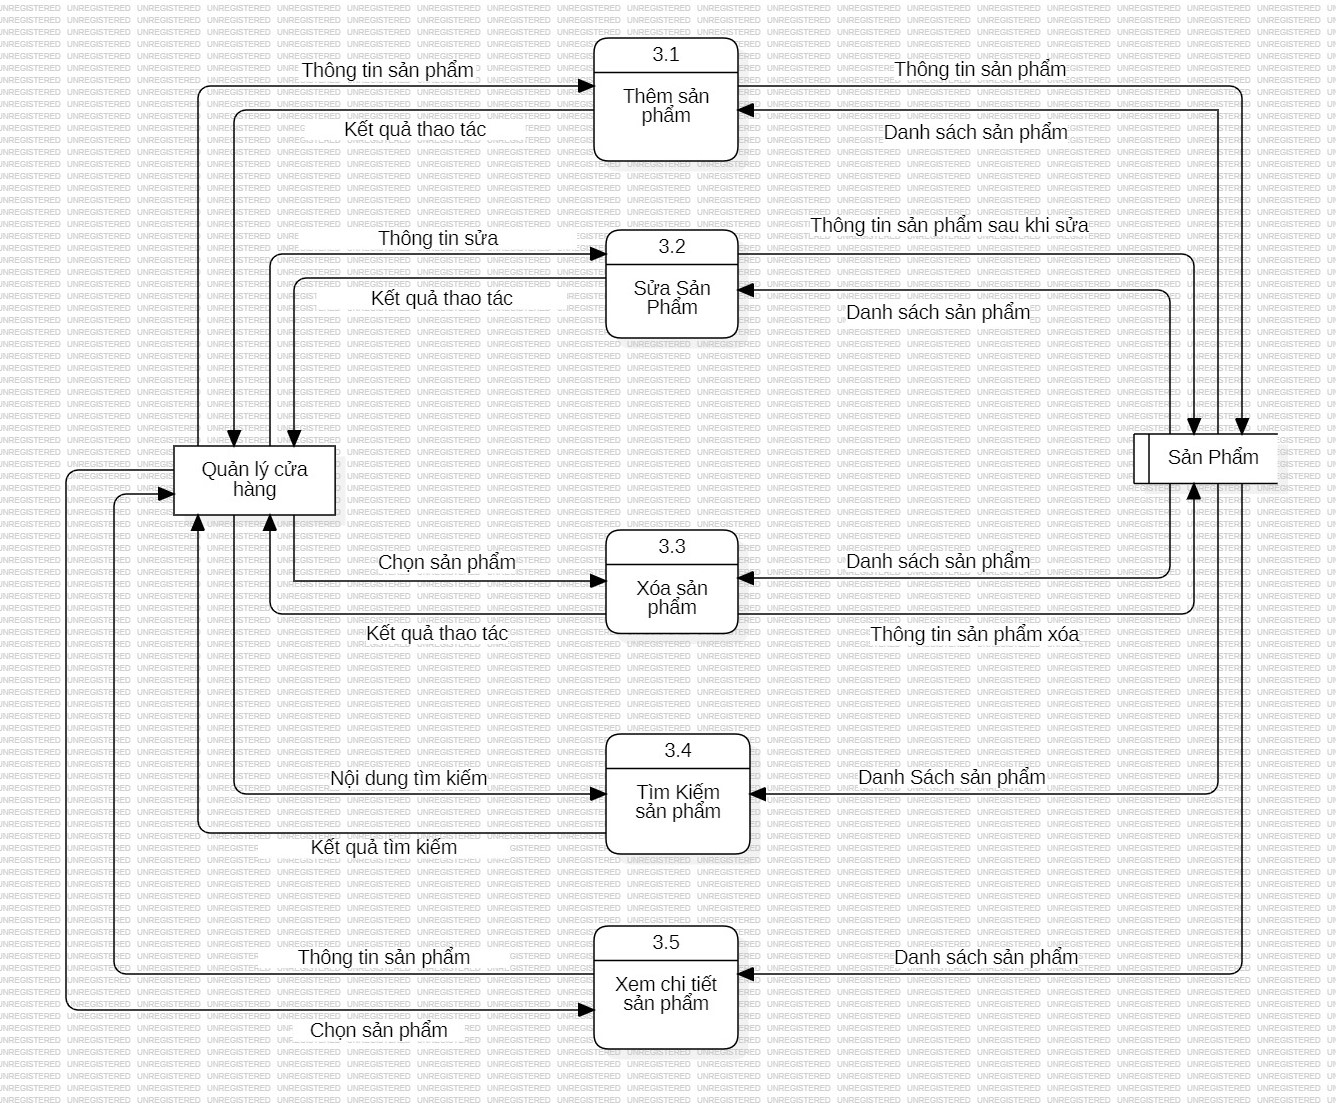 3.1
Thông tin sản phẩm
Thông tin sản phẩm
Thêm sản
phẩm
Kết quả thao tác
Danh sách sản phẩm
Thông tin sản phẩm sau khi sửa
Thông tin sửa
3.2
Sửa Sản
Phẩm
Kết quả thao tác
Danh sách sản phẩm
Quản lý cửa
hàng
Sản Phẩm
3.3
Chọn sản phẩm
Danh sách sản phẩm
Xóa sản
phẩm
Kết quả thao tác
Thông tin sản phẩm xóa
3.4
Nội dung tìm kiếm
Danh Sách sản phẩm
Tìm Kiếm
sản phẩm
Kết quả tìm kiếm
3.5
Thông tin sản phẩm
Danh sách sản phẩm
Xem chi tiết
sản phẩm
Chọn sản phẩm
UNREGISTERED